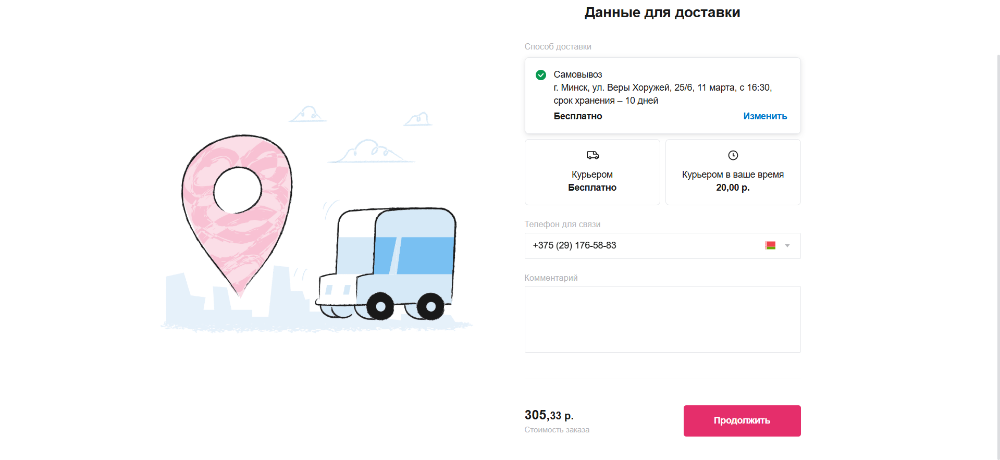 Данные для доставки
Способ доставки
Самовывоз
г. Минск, ул. Веры Хоружей, 25/6, 11 марта, с 16:30,
срок хранения – 10 дней
Бесплатно
Изменить
Курьером
Бесплатно
Курьером в ваше время
20,00 р.
Телефон для связи
+375 (29) 176-58-83
Комментарий
305,33 р.
Стоимость заказа
Продолжить